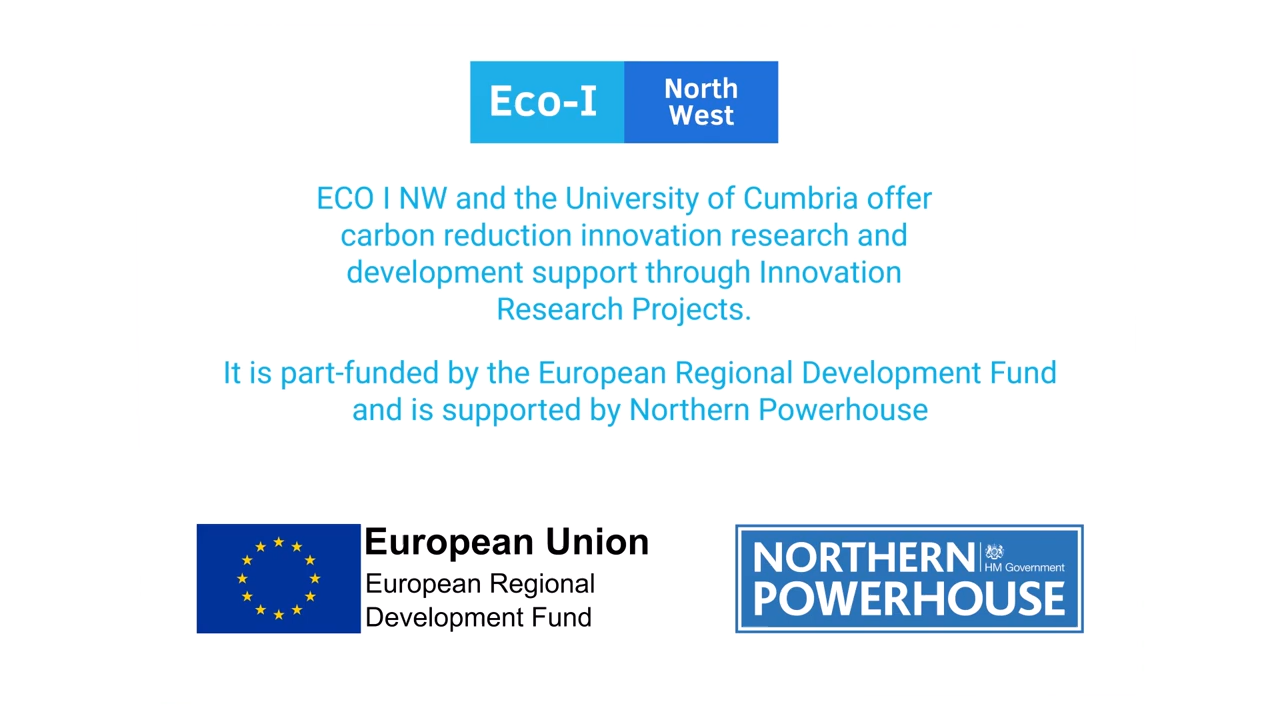 Eco-I
North
West
ECO I NW and the University of Cumbria offer
carbon reduction innovation research and
development support through Innovation
Research Projects.
It is part-funded by the European Regional Development Fund
and is supported by Northern Powerhouse
European Union
European Regional
Development Fund
NORTHERN
HM Government
POWERHOUSE